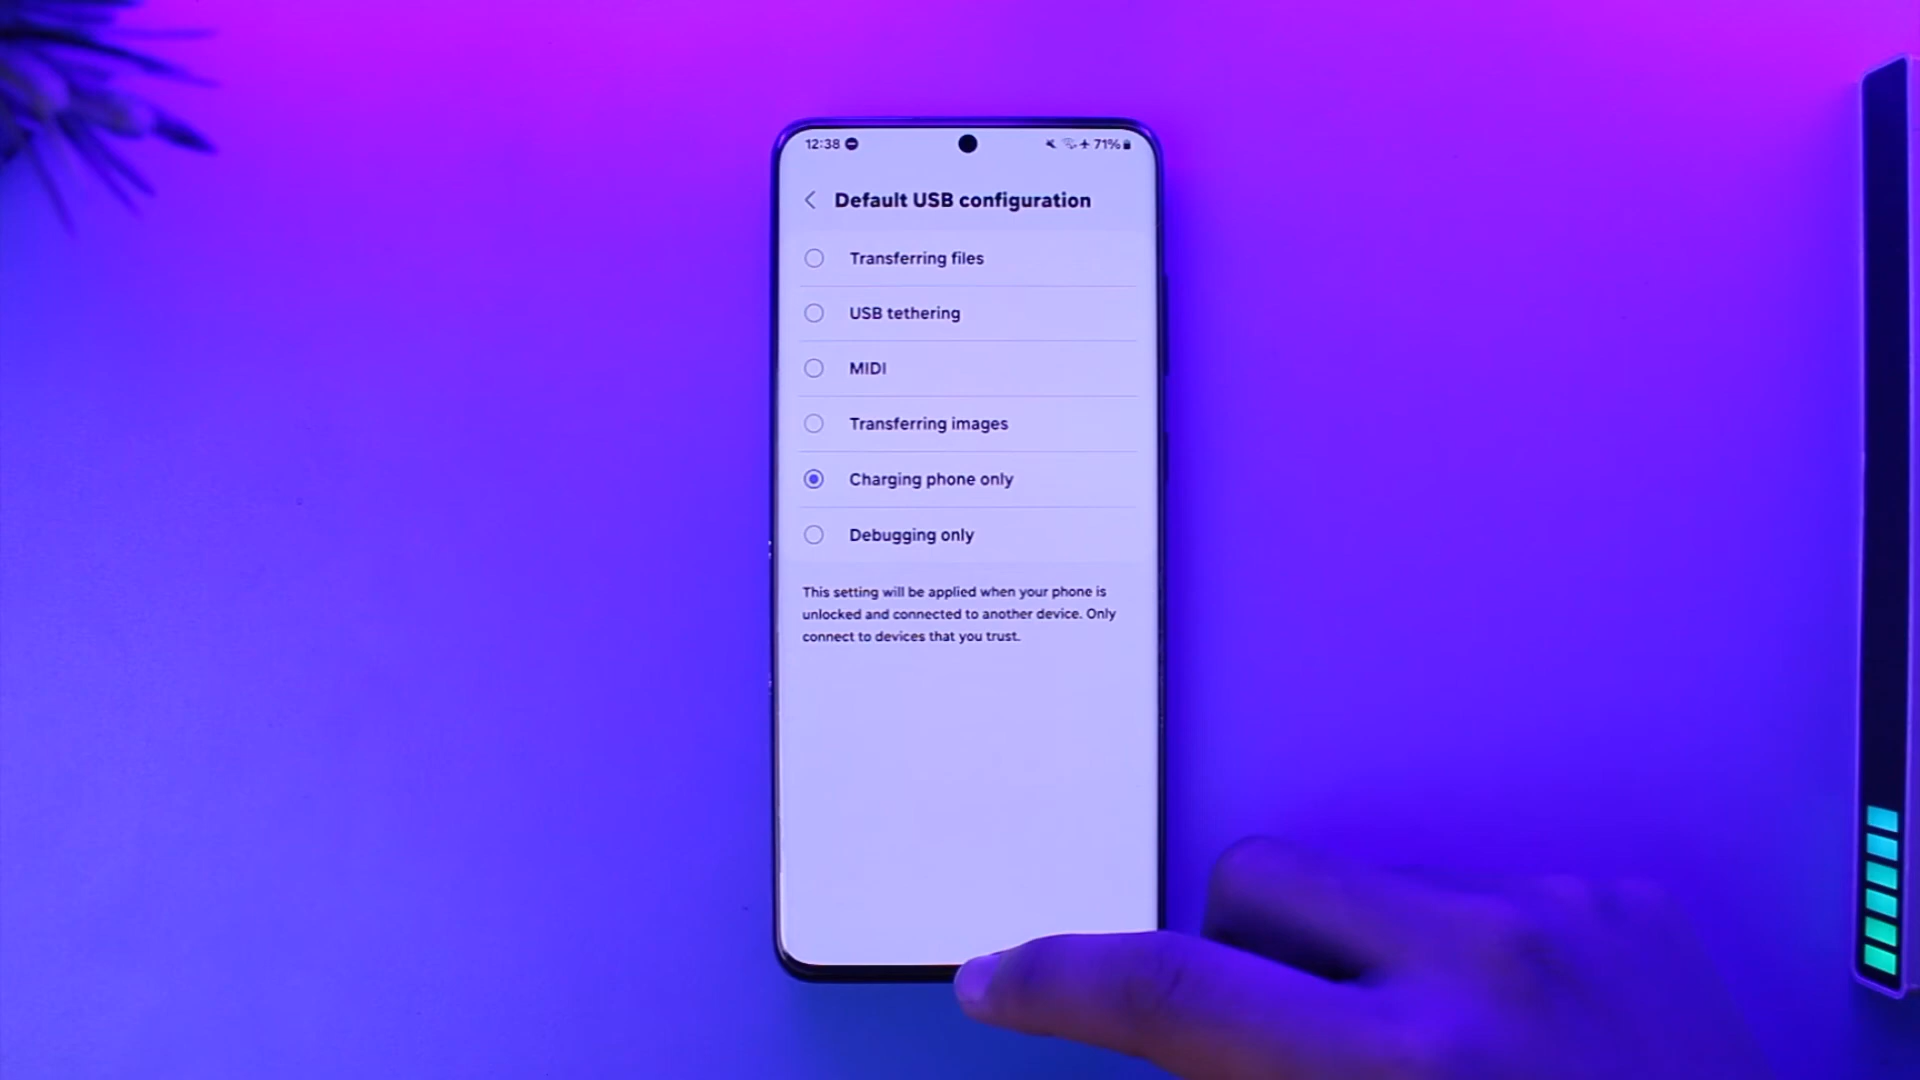 12:38
71%
Default USB configuration
Transferring files
USB tethering
MIDI
Transferring images
Charging phone only
Debugging only
This setting will be applied when your phone is
unlocked and connected to another device. Only
connect to devices that you trust.